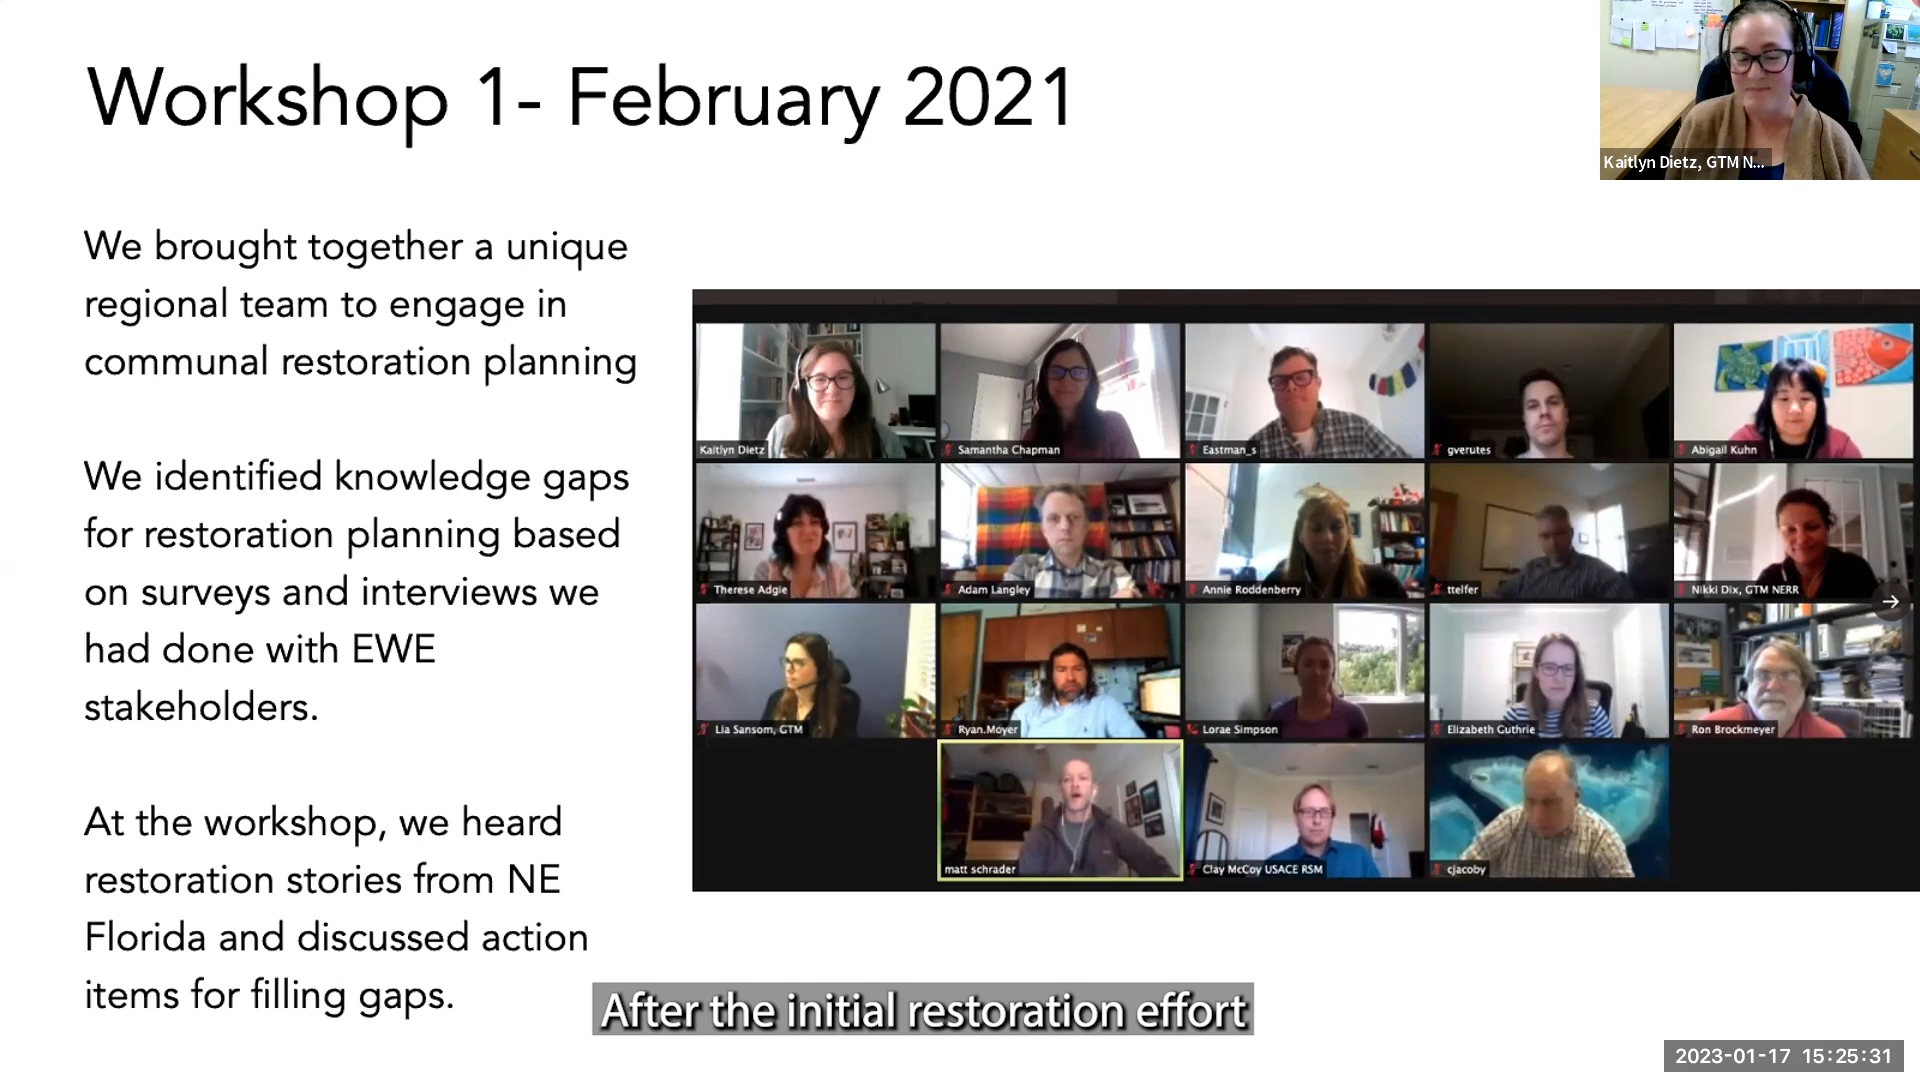 Workshop 1- February 2021
Kaitlyn Dietz, GTM N...
We brought together a unique
regional team to engage in
communal restoration planning
We identified knowledge gaps
for restoration planning based
on surveys and interviews we
had done with EWE
stakeholders.
At the workshop, we heard
restoration stories from NE
Florida and discussed action
items for filling gaps.
Kaitlyn Dietz
Samantha Chapman
Eastman_s
gverutes
Abigail Kuhn
Therese Adgie
Adam Langley
Annie Roddenberry
ttelfer
Nikki Dix, GTM NERR
Lia Sansom, GTM
Ryan.Moyer
Lorae Simpson
Elizabeth Guthrie
Ron Brockmeyer
matt schrader
Clay McCoy USACE RSM
cjacoby
After the initial restoration effort
2023-01-17 15:25:31